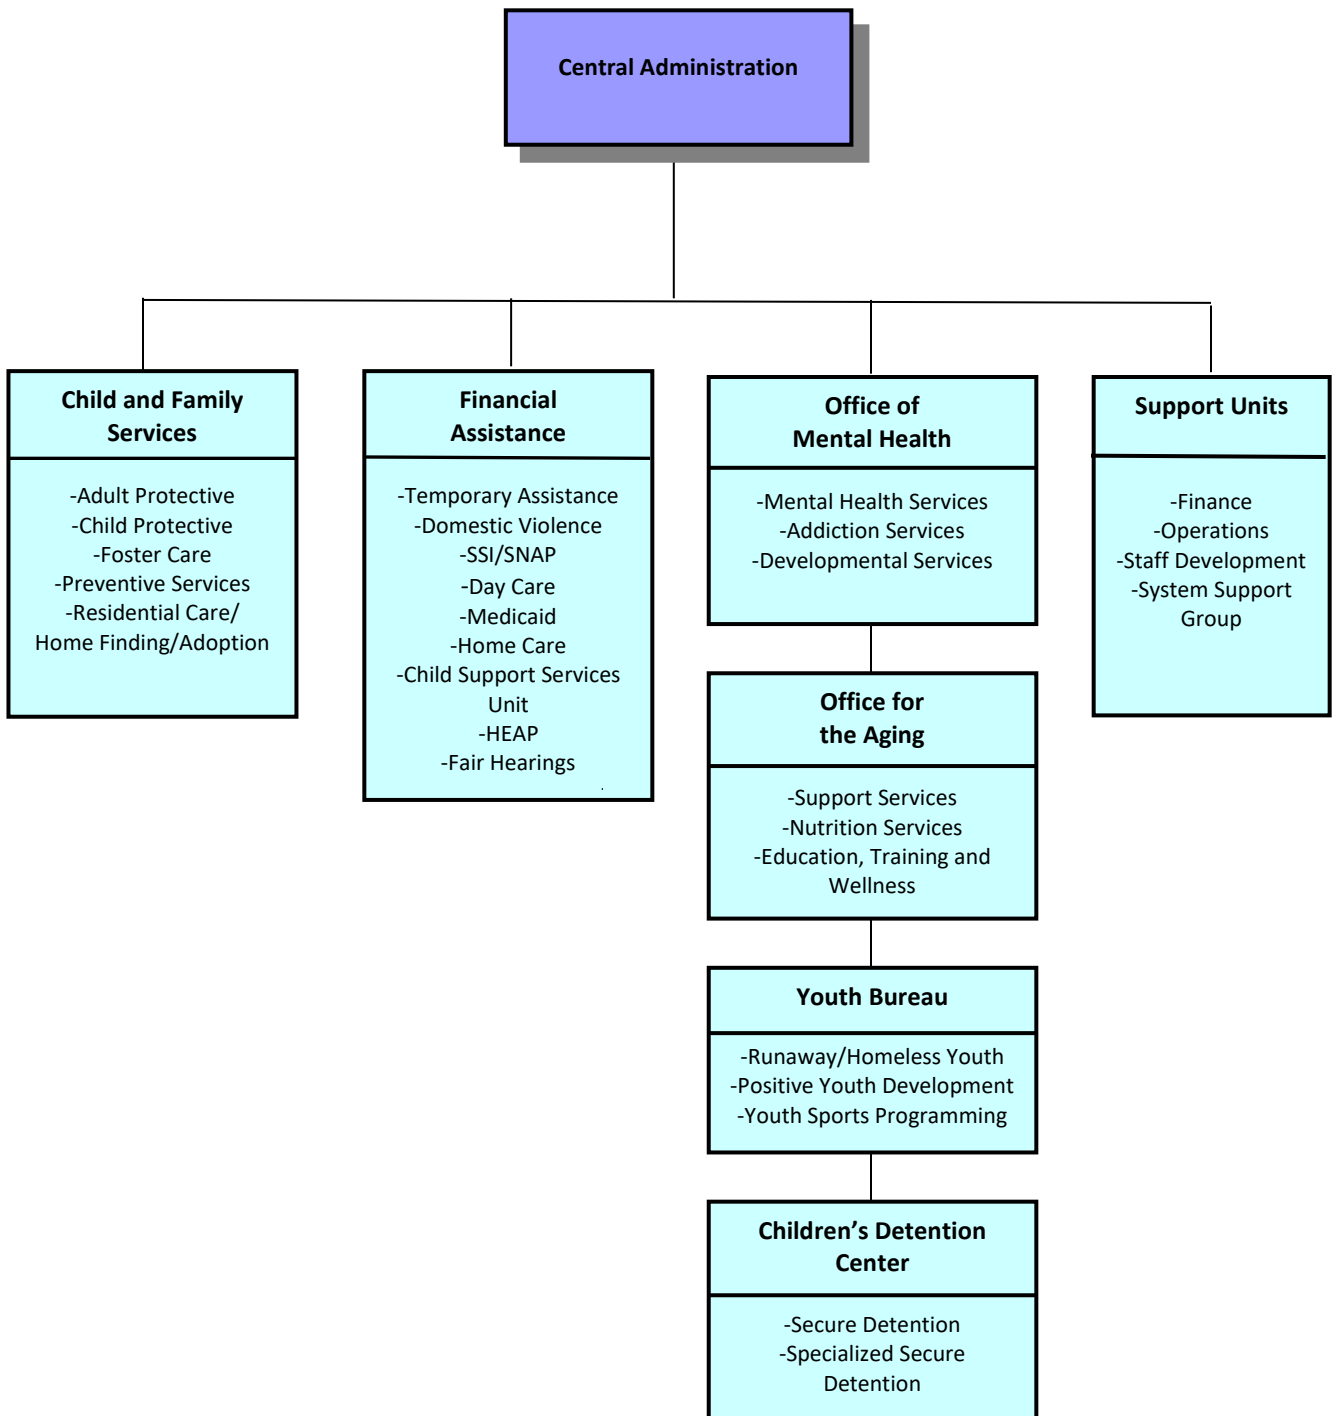 Central Administration
Child and Family
Services
-Adult Protective
-Child Protective
-Foster Care
-Preventive Services
-Residential Care/
Home Finding/Adoption
Financial
Assistance
-Temporary Assistance
-Domestic Violence
-SSI/SNAP
-Day Care
-Medicaid
-Home Care
-Child Support Services
Unit
-HEAP
-Fair Hearings
.
Office of
Mental Health
-Mental Health Services
-Addiction Services
-Developmental Services
Office for
the Aging
-Support Services
-Nutrition Services
-Education, Training and
Wellness
Youth Bureau
-Runaway/Homeless Youth
-Positive Youth Development
-Youth Sports Programming
Children’s Detention
Center
-Secure Detention
-Specialized Secure
Detention
Support Units
-Finance
-Operations
-Staff Development
-System Support
Group